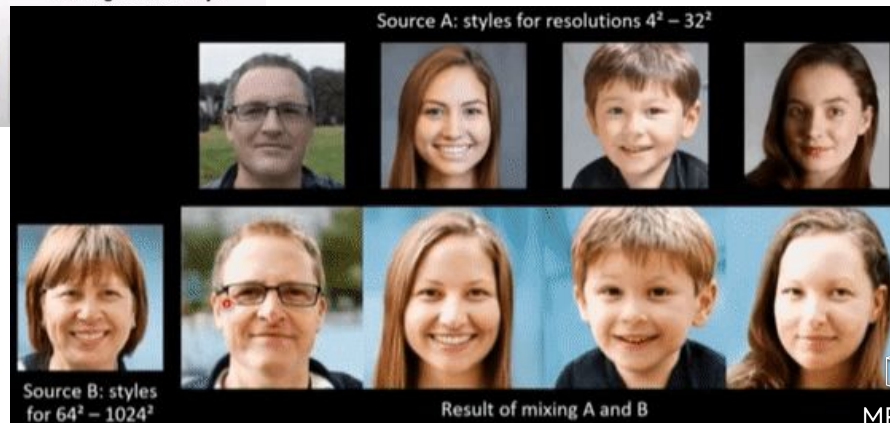 Source A: styles for resolutions 4² – 32²
Source B: styles
for 64² – 1024²
Result of mixing A and B